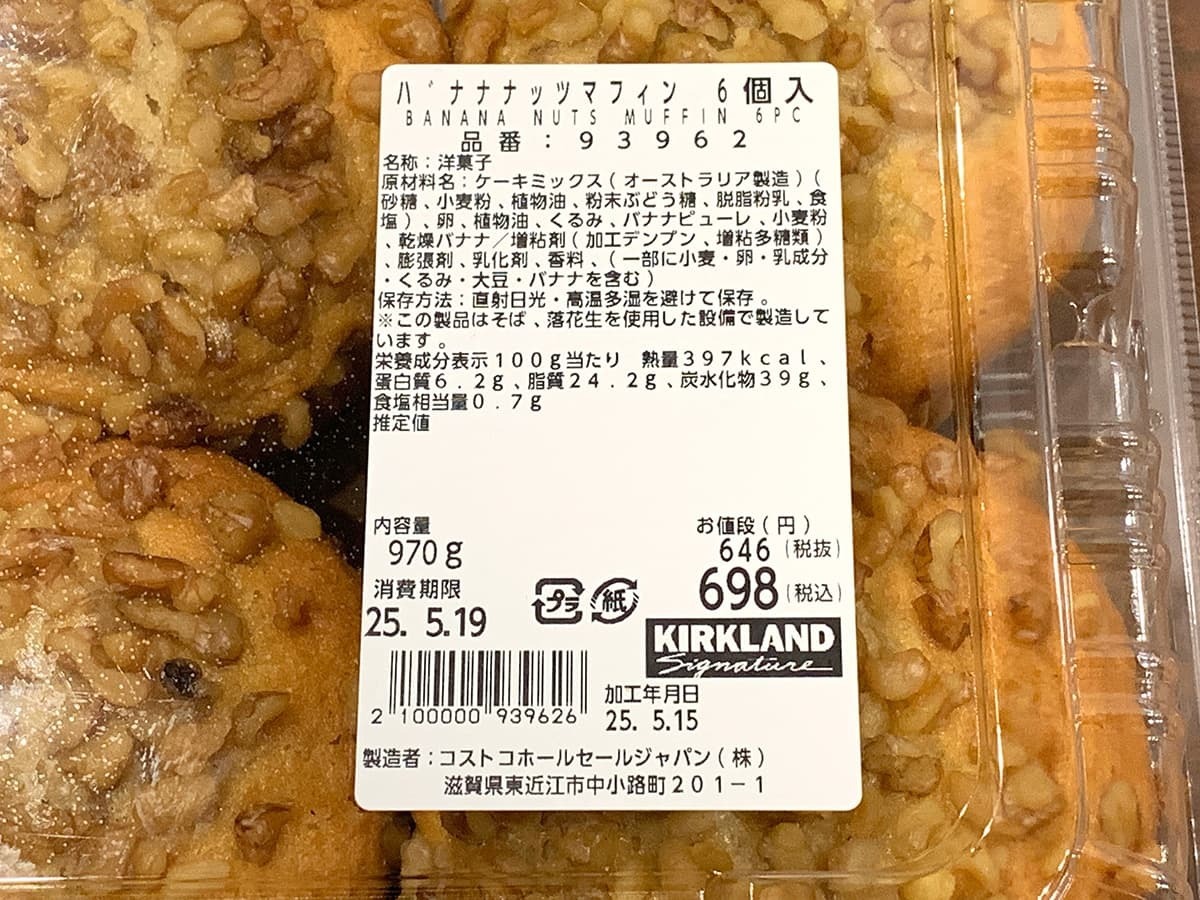 バナナナッツマフィン 6個入
BANANA NUTS MUFFIN 6PC
品番:93962
名称:洋菓子
原材料名:ケーキミックス(オーストラリア製造)(
砂糖、小麦粉、植物油、粉末ぶどう糖、脱脂粉乳、食
塩)、卵、植物油、くるみ、バナナピューレ、小麦粉
、乾燥バナナ/増粘剤(加工デンプン、増粘多糖類)
、膨張剤、乳化剤、香料、(一部に小麦・卵・乳成分
・くるみ・大豆・バナナを含む)
保存方法:直射日光・高温多湿を避けて保存。
※この製品はそば、落花生を使用した設備で製造して
います。
栄養成分表示100g当たり 熱量397kcal、
蛋白質6.2g、脂質24.2g、炭水化物39g、
食塩相当量0.7g
推定値
内容量
970g
お値段(円)
646(税抜)
698(税込)
消費期限
25. 5.19
プラ
紙
KIRKLAND
Signature
2 100000 939626
加工年月日
25. 5.15
製造者:コストコホールセールジャパン(株)
滋賀県東近江市中小路町201-1